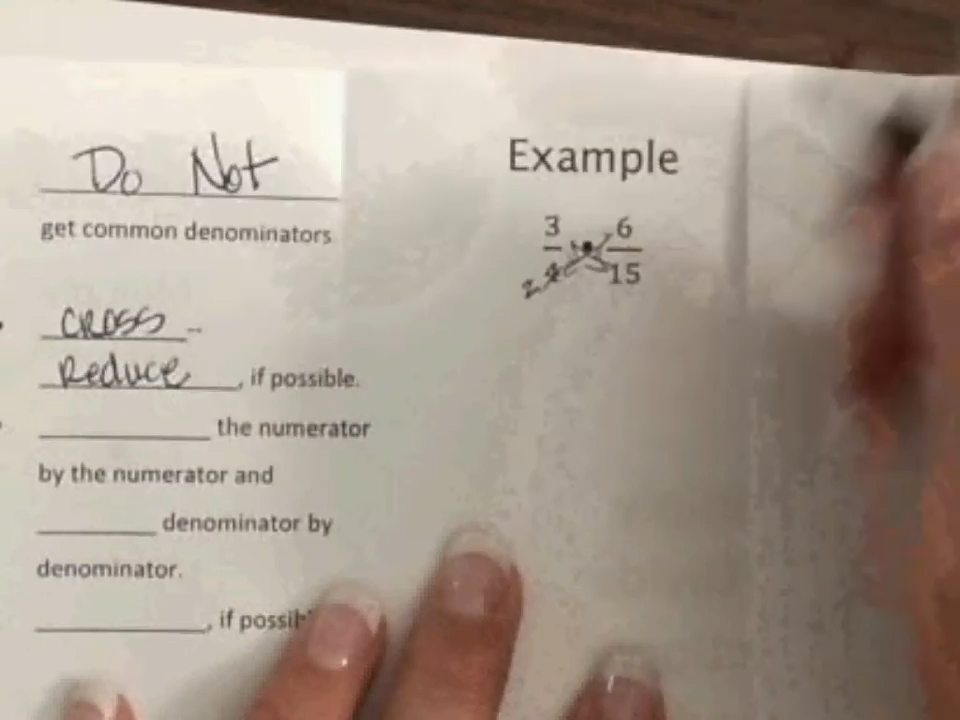 Do Not
get common denominators
cross-
Reduce, if possible.
the numerator
by the numerator and
denominator by
denominator.
, if possib
Example
3 6
4 15
2